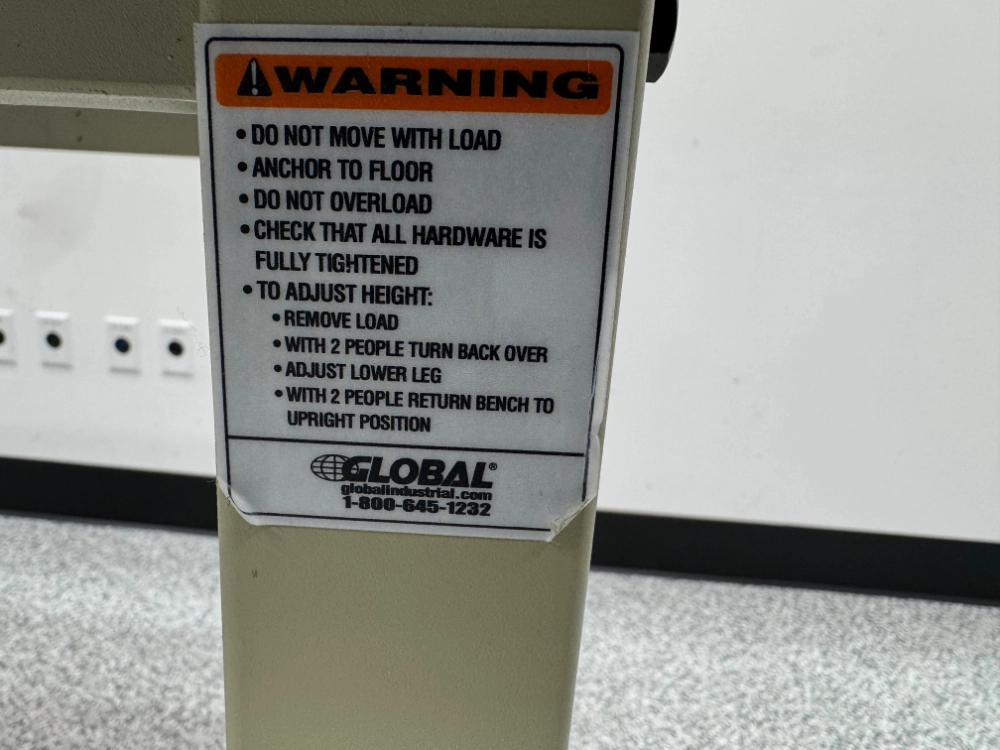 WARNING
• DO NOT MOVE WITH LOAD
• ANCHOR TO FLOOR
• DO NOT OVERLOAD
• CHECK THAT ALL HARDWARE IS
FULLY TIGHTENED
• TO ADJUST HEIGHT:
• REMOVE LOAD
• WITH 2 PEOPLE TURN BACK OVER
• ADJUST LOWER LEG
• WITH 2 PEOPLE RETURN BENCH TO
UPRIGHT POSITION
GLOBAL®
globalindustrial.com
1-800-645-1232